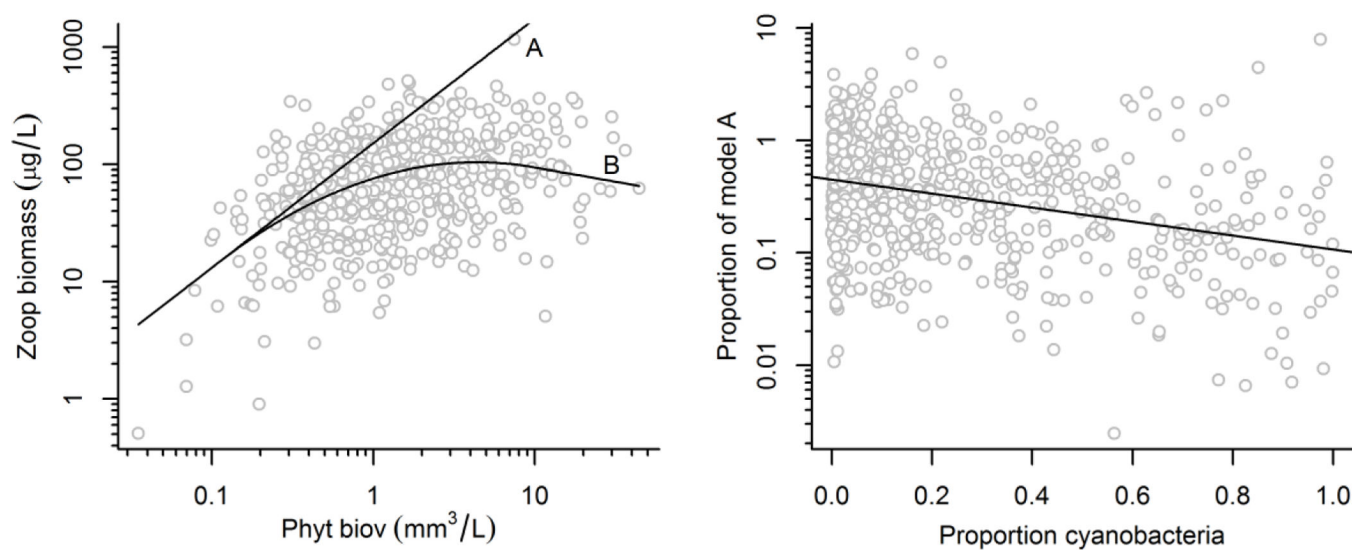 1000
100
10
1
Zoop biomass (µg/L)
A
B
0.1 1 10
Phyt biov (mm³/L)
10
1
0.1
0.01
Proportion of model A
0.0 0.2 0.4 0.6 0.8 1.0
Proportion cyanobacteria